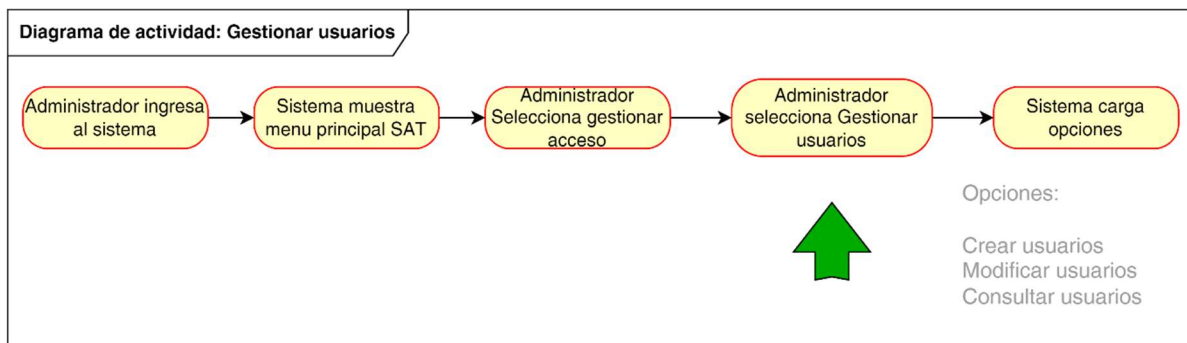 Diagrama de actividad: Gestionar usuarios
Administrador ingresa
al sistema
Sistema muestra
menu principal SAT
Administrador
Selecciona gestionar
acceso
Administrador
selecciona Gestionar
usuarios
Sistema carga
opciones
Opciones:
Crear usuarios
Modificar usuarios
Consultar usuarios